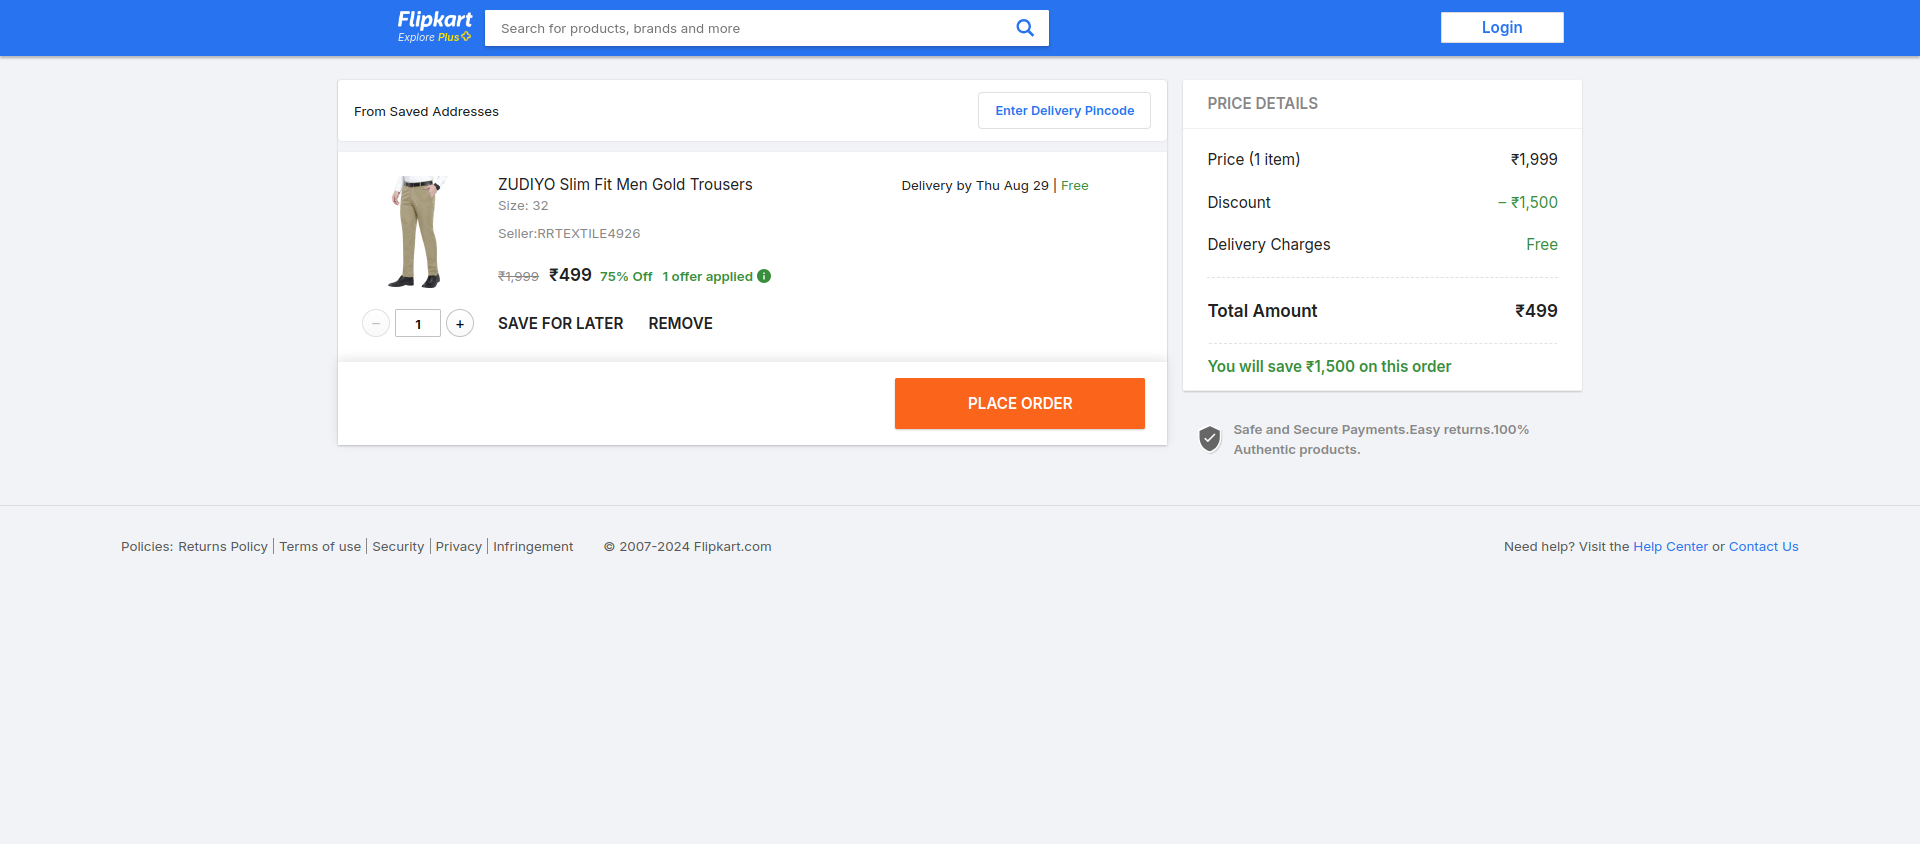 Flipkart
Explore Plus
Search for products, brands and more
Login
From Saved Addresses
Enter Delivery Pincode
ZUDIYO Slim Fit Men Gold Trousers
Size: 32
Seller:RRTEXTILE4926
₹1,999 ₹499 75% Off 1 offer applied
Delivery by Thu Aug 29 | Free
− 1 +
SAVE FOR LATER REMOVE
PLACE ORDER
PRICE DETAILS
Price (1 item) ₹1,999
Discount − ₹1,500
Delivery Charges Free
Total Amount ₹499
You will save ₹1,500 on this order
Safe and Secure Payments.Easy returns.100%
Authentic products.
Policies: Returns Policy | Terms of use | Security | Privacy | Infringement © 2007-2024 Flipkart.com
Need help? Visit the Help Center or Contact Us